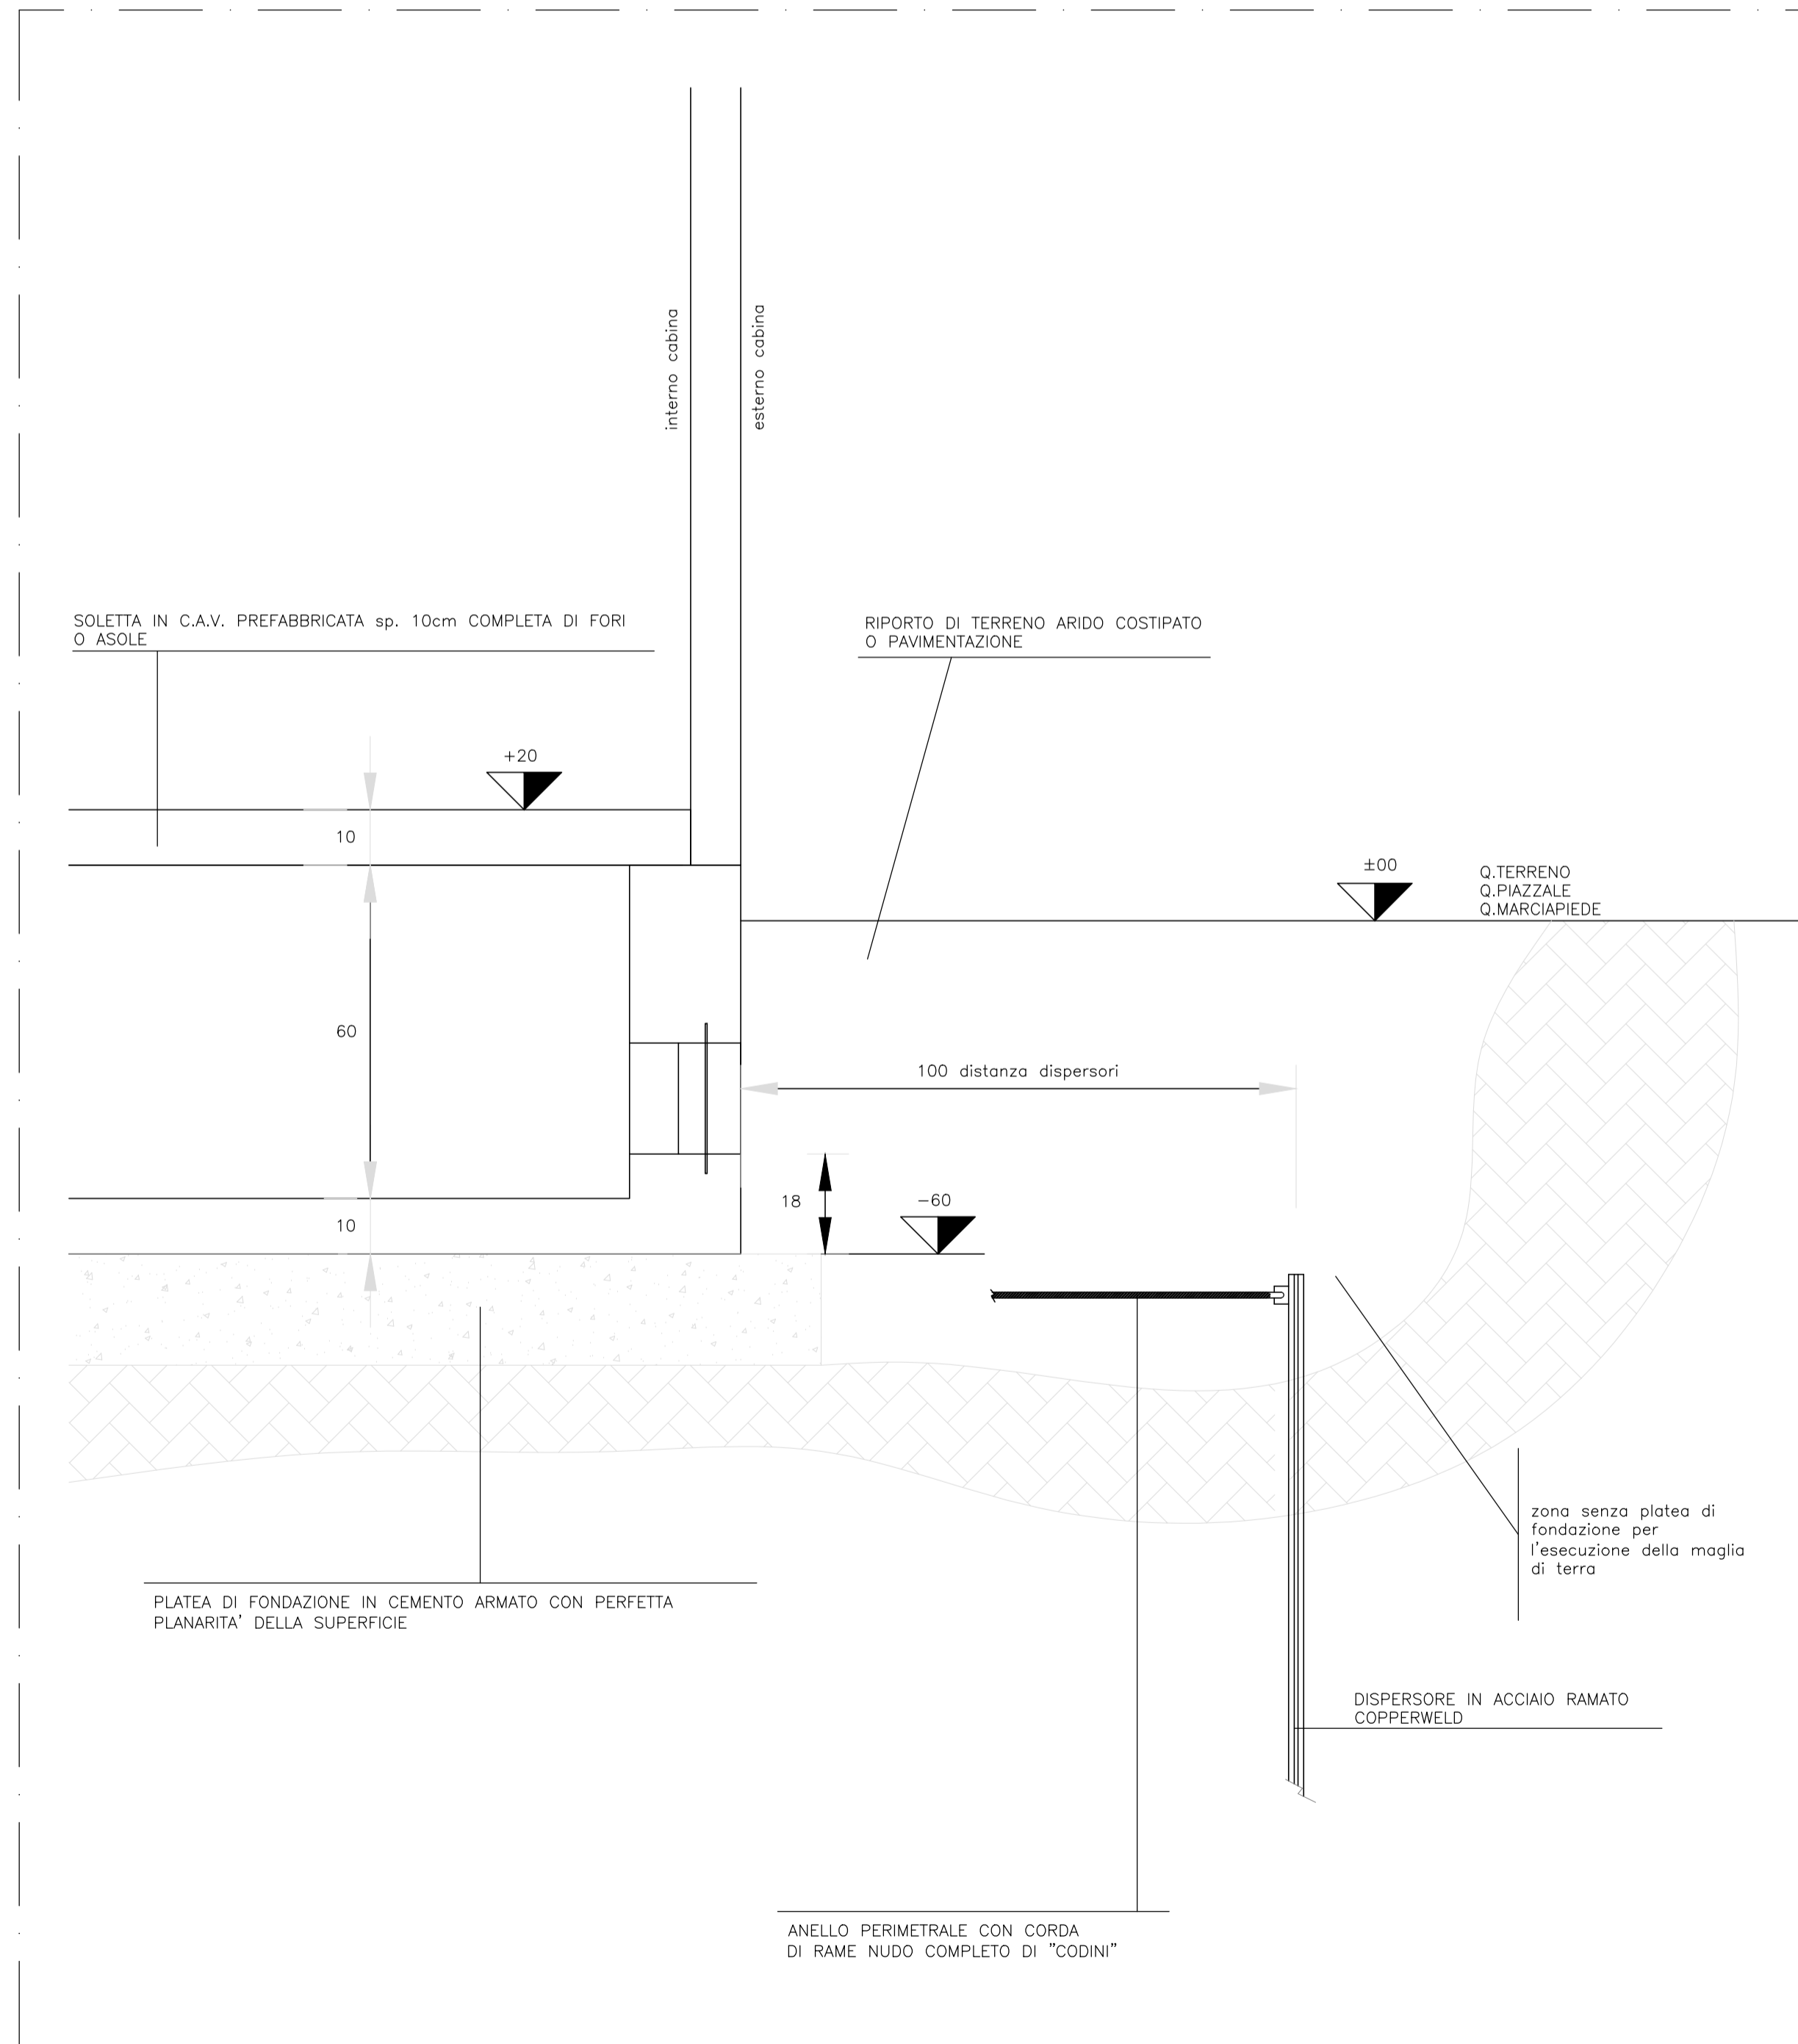 interno cabina
esterno cabina
SOLETTA IN C.A.V. PREFABBRICATA sp. 10cm COMPLETA DI FORI
O ASOLE
RIPORTO DI TERRENO ARIDO COSTIPATO
O PAVIMENTAZIONE
+20
10
±00
Q.TERRENO
Q.PIAZZALE
Q.MARCIAPIEDE
60
100 distanza dispersori
18
-60
10
zona senza platea di
fondazione per
l'esecuzione della maglia
di terra
PLATEA DI FONDAZIONE IN CEMENTO ARMATO CON PERFETTA
PLANARITA' DELLA SUPERFICIE
DISPERSORE IN ACCIAIO RAMATO
COPPERWELD
ANELLO PERIMETRALE CON CORDA
DI RAME NUDO COMPLETO DI "CODINI"